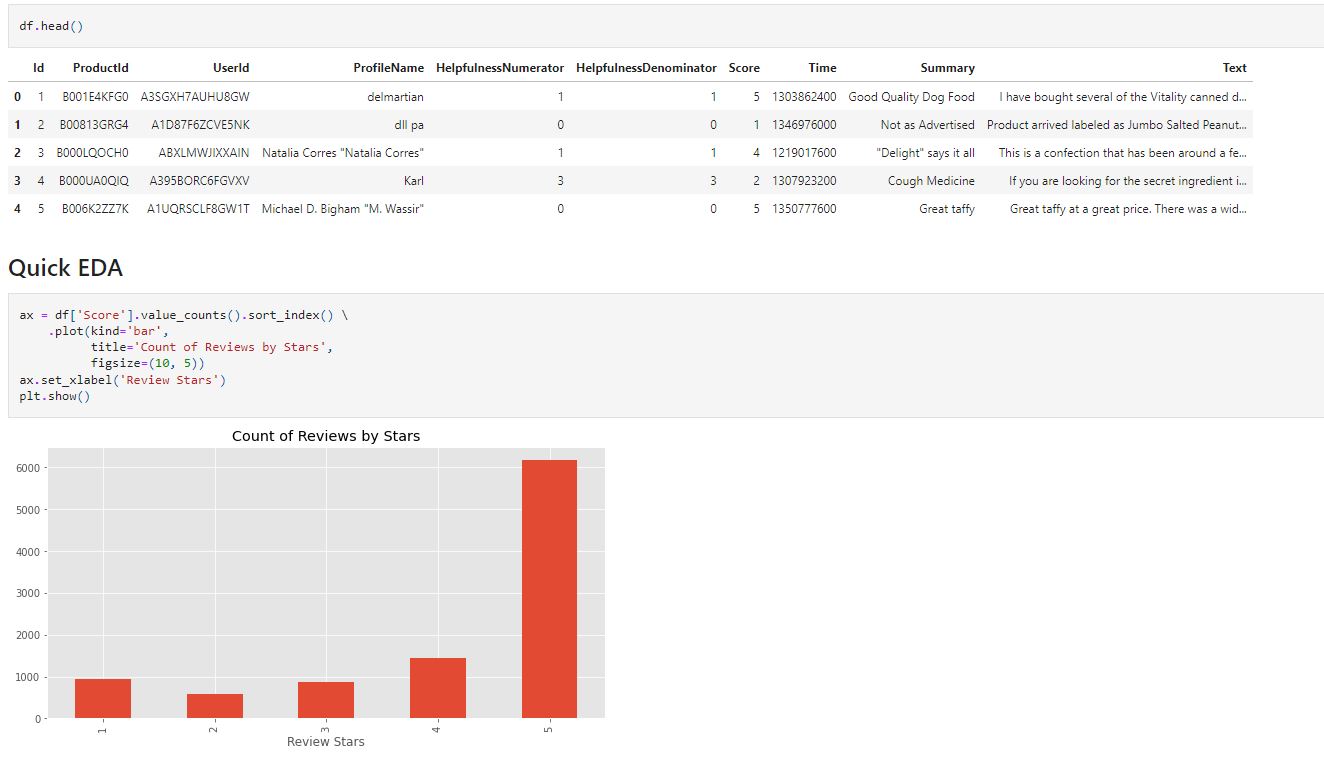 df.head()
Id ProductId UserId ProfileName HelpfulnessNumerator HelpfulnessDenominator Score Time Summary Text
0 1 B001E4KFG0 A3SGXH7AUHU8GW delmartian 1 1 5 1303862400 Good Quality Dog Food I have bought several of the Vitality canned d...
1 2 B00813GRG4 A1D87F6ZCVE5NK dll pa 0 0 1 1346976000 Not as Advertised Product arrived labeled as Jumbo Salted Peanut...
2 3 B000LQOCH0 ABXLMWJIXXAIN Natalia Corres "Natalia Corres" 1 1 4 1219017600 "Delight" says it all This is a confection that has been around a fe...
3 4 B000UA0QIQ A395BORC6FGVXV Karl 3 3 2 1307923200 Cough Medicine If you are looking for the secret ingredient i...
4 5 B006K2ZZ7K A1UQRSCLF8GW1T Michael D. Bigham "M. Wassir" 0 0 5 1350777600 Great taffy Great taffy at a great price. There was a wid...
Quick EDA
ax = df['Score'].value_counts().sort_index() \
.plot(kind='bar',
title='Count of Reviews by Stars',
figsize=(10, 5))
ax.set_xlabel('Review Stars')
plt.show()
Count of Reviews by Stars
6000
5000
4000
3000
2000
1000
0
1 2 3 4 5
Review Stars